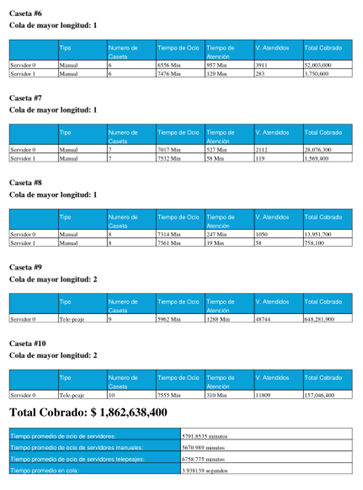 Caseta #6
Cola de mayor longitud: 1
Tipo Numero de Caseta Tiempo de Ocio Tiempo de Atención V. Atendidos Total Cobrado
Servidor 0 Manual 6 6556 Min 957 Min 3911 52,003,000
Servidor 1 Manual 6 7476 Min 129 Min 283 3,750,600
Caseta #7
Cola de mayor longitud: 1
Tipo Numero de Caseta Tiempo de Ocio Tiempo de Atención V. Atendidos Total Cobrado
Servidor 0 Manual 7 7017 Min 527 Min 2112 28,076,300
Servidor 1 Manual 7 7532 Min 58 Min 119 1,569,400
Caseta #8
Cola de mayor longitud: 1
Tipo Numero de Caseta Tiempo de Ocio Tiempo de Atención V. Atendidos Total Cobrado
Servidor 0 Manual 8 7314 Min 247 Min 1050 13,951,700
Servidor 1 Manual 8 7561 Min 19 Min 58 758,100
Caseta #9
Cola de mayor longitud: 2
Tipo Numero de Caseta Tiempo de Ocio Tiempo de Atención V. Atendidos Total Cobrado
Servidor 0 Tele-peaje 9 5962 Min 1288 Min 48744 648,281,900
Caseta #10
Cola de mayor longitud: 2
Tipo Numero de Caseta Tiempo de Ocio Tiempo de Atención V. Atendidos Total Cobrado
Servidor 0 Tele-peaje 10 7555 Min 310 Min 11809 157,046,400
Total Cobrado: $ 1,862,638,400
Tiempo promedio de ocio de servidores: 5791.8535 minutos
Tiempo promedio de ocio de servidores manuales: 5670.989 minutos
Tiempo promedio de ocio de servidores telepeajes: 6758.775 minutos
Tiempo promedio en cola: 3.938139 segundos